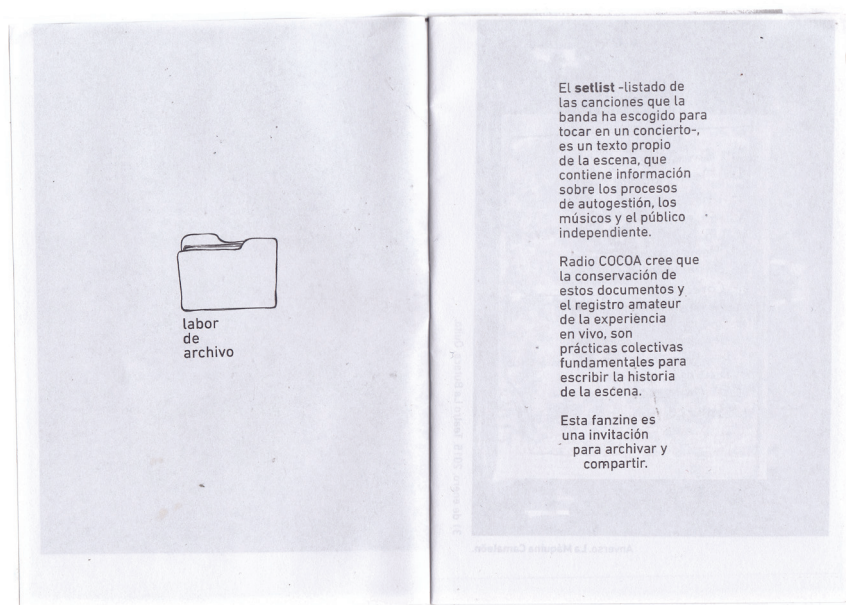 labor
de
archivo
El setlist -listado de
las canciones que la
banda ha escogido para
tocar en un concierto-,
es un texto propio
de la escena, que
contiene información
sobre los procesos
de autogestión, los
músicos y el público
independiente.
Radio COCOA cree que
la conservación de
estos documentos y
el registro amateur
de la experiencia
en vivo, son
prácticas colectivas
fundamentales para
escribir la historia
de la escena.
Esta fanzine es
una invitación
para archivar y
compartir.
Anverso. La Máquina Camaleön.